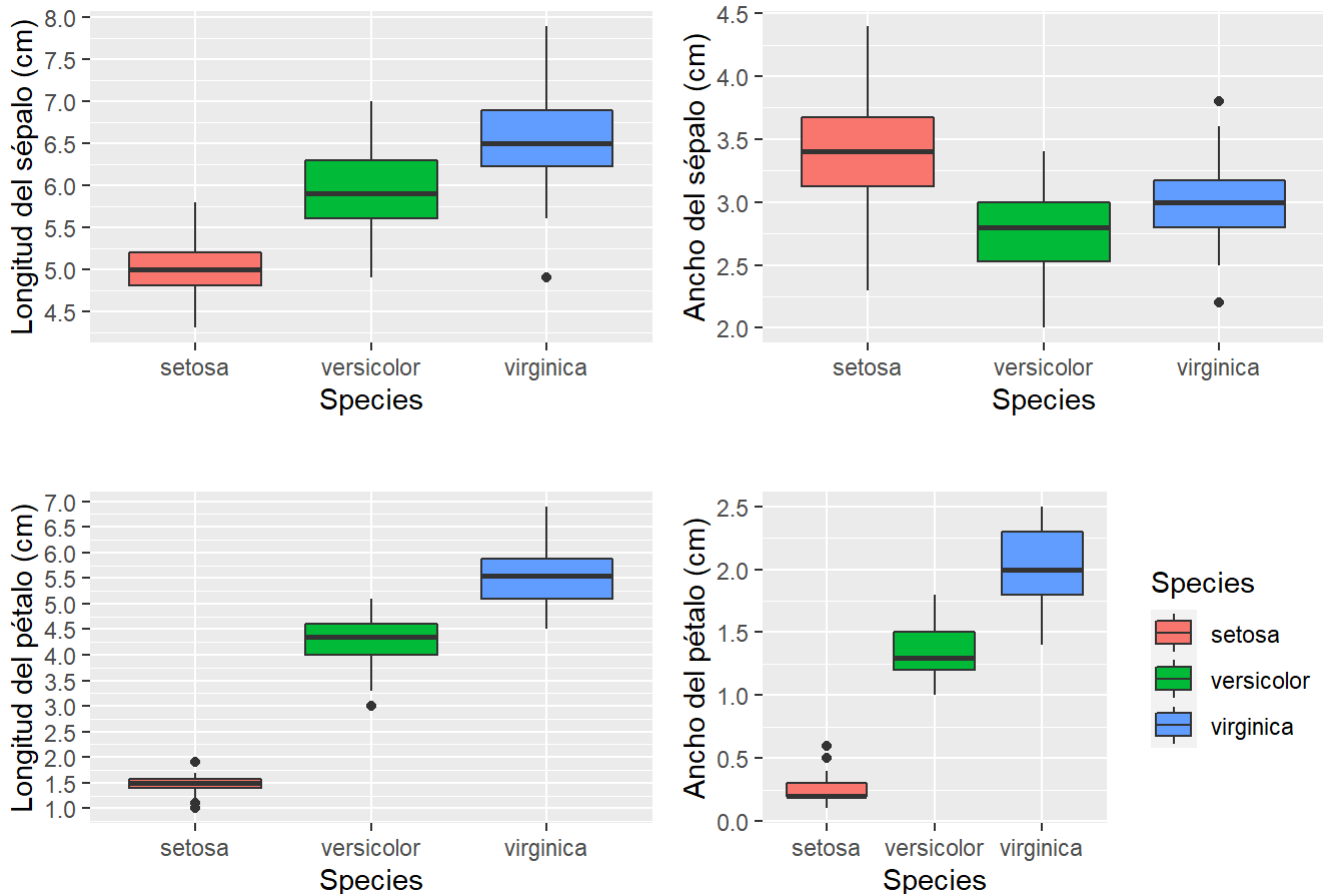 Longitud del sépalo (cm)
8.0
7.5
7.0
6.5
6.0
5.5
5.0
4.5
setosa versicolor virginica
Species
Ancho del sépalo (cm)
4.5
4.0
3.5
3.0
2.5
2.0
setosa versicolor virginica
Species
Longitud del pétalo (cm)
7.0
6.5
6.0
5.5
5.0
4.5
4.0
3.5
3.0
2.5
2.0
1.5
1.0
setosa versicolor virginica
Species
Ancho del pétalo (cm)
2.5
2.0
1.5
1.0
0.5
0.0
setosa versicolor virginica
Species
Species
setosa
versicolor
virginica